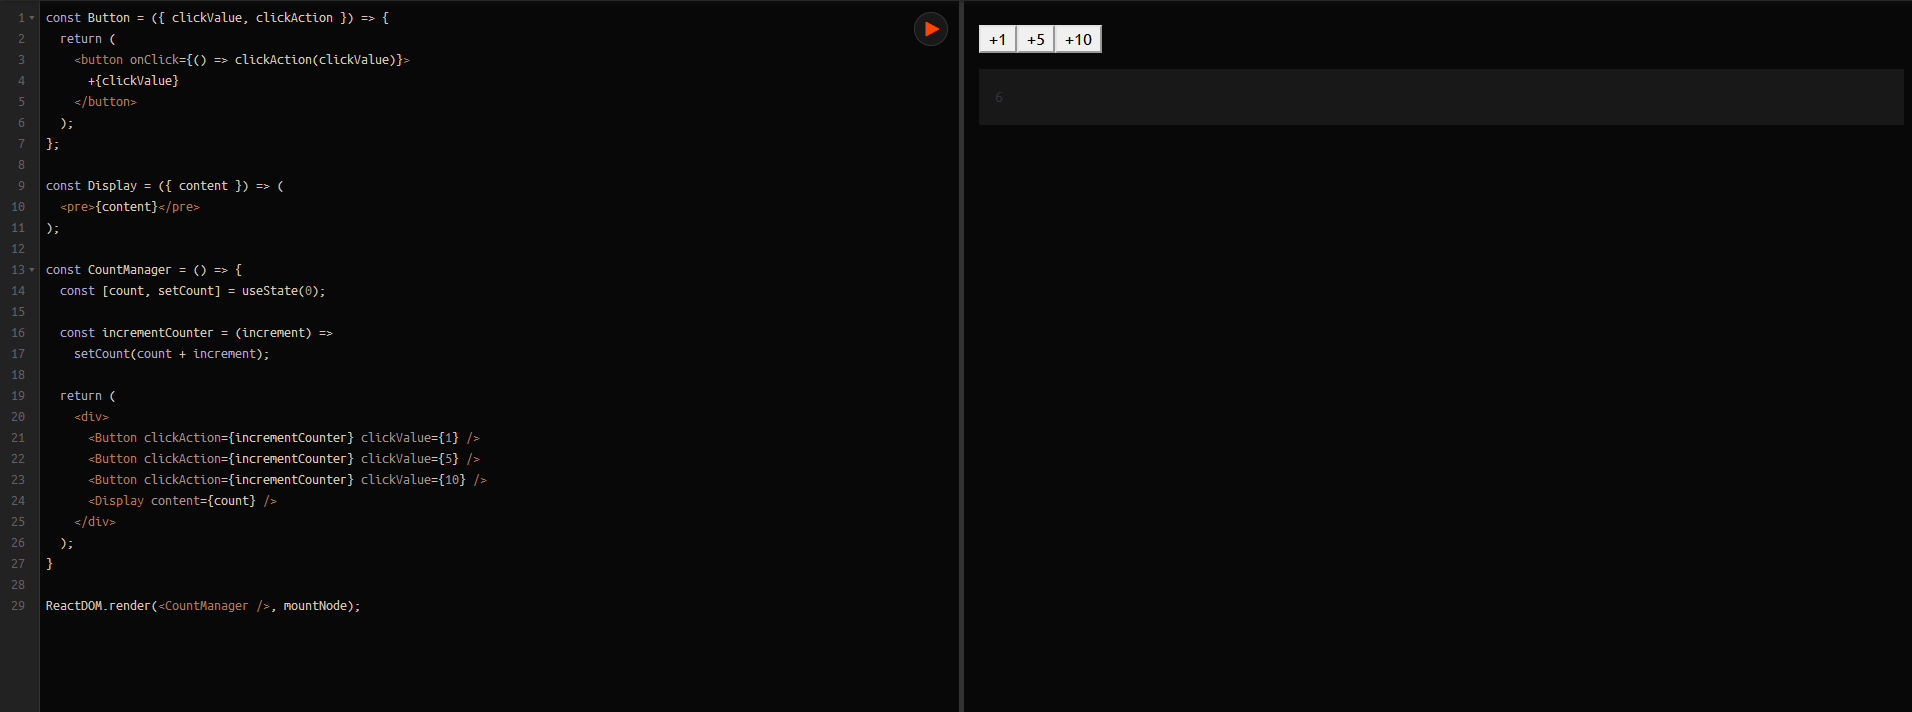 1 const Button = ({ clickValue, clickAction }) => {
2   return (
3     <button onClick={() => clickAction(clickValue)}>
4       +{clickValue}
5     </button>
6   );
7 };
8
9 const Display = ({ content }) => (
10   <pre>{content}</pre>
11 );
12
13 const CountManager = () => {
14   const [count, setCount] = useState(0);
15
16   const incrementCounter = (increment) =>
17     setCount(count + increment);
18
19   return (
20     <div>
21       <Button clickAction={incrementCounter} clickValue={1} />
22       <Button clickAction={incrementCounter} clickValue={5} />
23       <Button clickAction={incrementCounter} clickValue={10} />
24       <Display content={count} />
25     </div>
26   );
27 }
28
29 ReactDOM.render(<CountManager />, mountNode);
+1 +5 +10
6